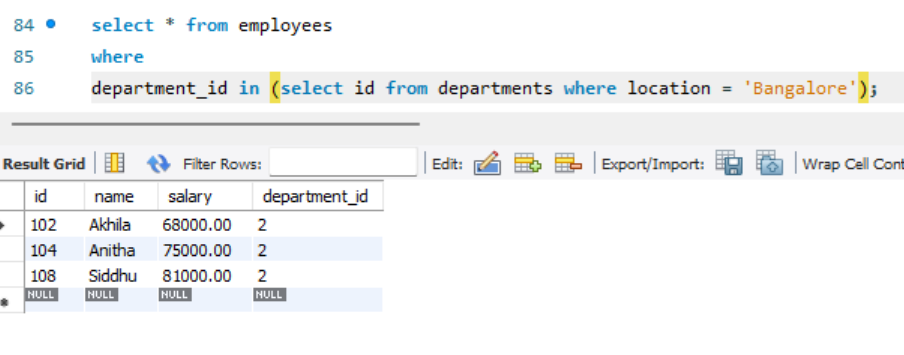 84 select * from employees
85 where
86 department_id in (select id from departments where location = 'Bangalore');
Result Grid Filter Rows: Edit: Export/Import: Wrap Cell Cont
id name salary department_id
102 Akhila 68000.00 2
104 Anitha 75000.00 2
108 Siddhu 81000.00 2
NULL NULL NULL NULL